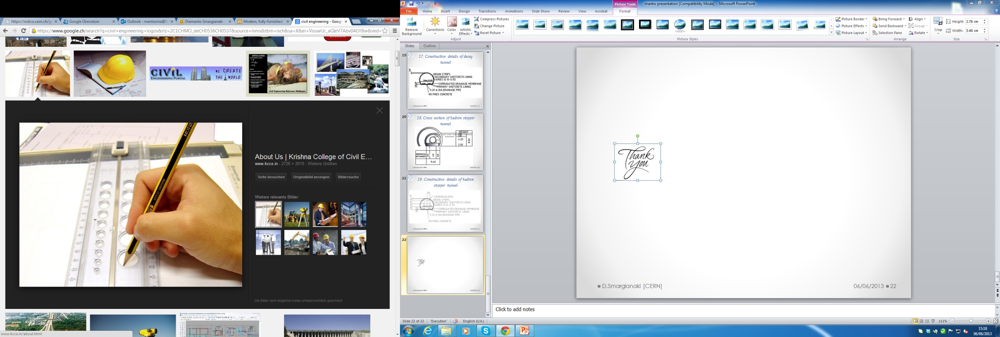 mantw presentation [Compatibility Mode] - Microsoft PowerPoint
Picture Tools
File Home Insert Design Transitions Animations Slide Show Review View Acrobat Format
https://indico.cern.ch/ge
Google Übersetzer
Outlook - mantosma@h
Diamanto Smargianaki -
Modern, fully-furnished
civil engineering - Goog
https://www.google.ch/search?q=civil+engineering+logos&rlz=2C1CHMO_deCH0536CH0537&source=lnms&tbm=isch&sa=X&ei=VouwUc_aGIeV7Abv04GYBw&ved=
CIVIL
ENGINEERING PORTAL
WE CREATE
THE WORLD
VERTICAL CURVES
Civil Engineering Reference Wallpaper
About Us | Krishna College of Civil E...
www.kcce.in - 2726 × 2010 - Weitere Größen
Seite besuchen
Originalbild anzeigen
Bildersuche
Weitere relevante Bilder:
Die Bilder sind möglicherweise urheberrechtlich geschützt.
www.kcce.in/about.html
Remove
Background
Corrections
Color
Artistic
Effects
Compress Pictures
Change Picture
Reset Picture
Adjust
Picture Styles
Picture Border
Picture Effects
Picture Layout
Bring Forward
Send Backward
Selection Pane
Align
Group
Rotate
Arrange
Crop
Height: 2.78 cm
Width: 3.48 cm
Size
Slides Outline
19
17. Constructive details of decay
tunnel
DRAIN STRIPS
SECONDARY SHOTCRETE LINING
VARIES (0.10-0.15)
CORRUGATED DRAINAGE MEMBRANE
PRIMARY SHOTCRETE LINING
0.20 m DIA.DRAINAGE PIPE
NO FINES CONCRETE
20
18. Cross section of hadron stopper
tunnel
HEIGHT
4.20
8.50
2.00
HORIZONTAL
DISTANCES
9.40
21
19. Constructive details of hadron
stopper tunnel
HADRON BLOCKS
DRAIN STRIPS
SECONDARY SHOTCRETE LINING
VARIES (0.10-0.15)
CORRUGATED DRAINAGE MEMBRANE
PRIMARY SHOTCRETE LINING
0.20 m DIA.DRAINAGE PIPE
NO FINES CONCRETE
22
Thank
you
Thank
you
D.Smargianaki [CERN]
06/06/2013 22
Click to add notes
Slide 22 of 22 "Executive" English (U.K.)
111%
15:18
06/06/2013